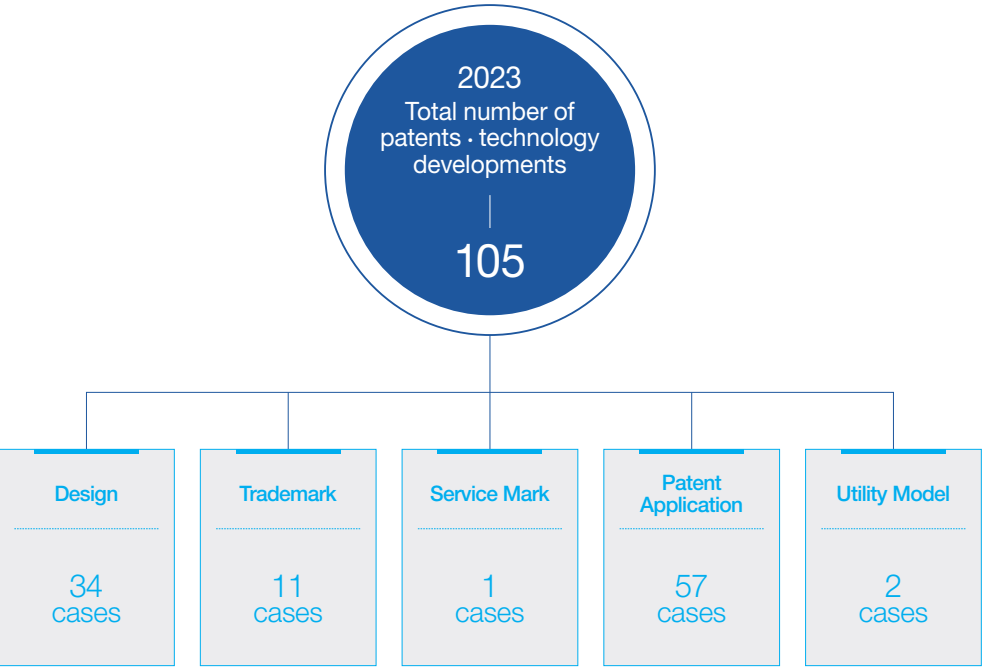 2023
Total number of
patents · technology
developments
105
Design
34
cases
Trademark
11
cases
Service Mark
1
cases
Patent
Application
57
cases
Utility Model
2
cases